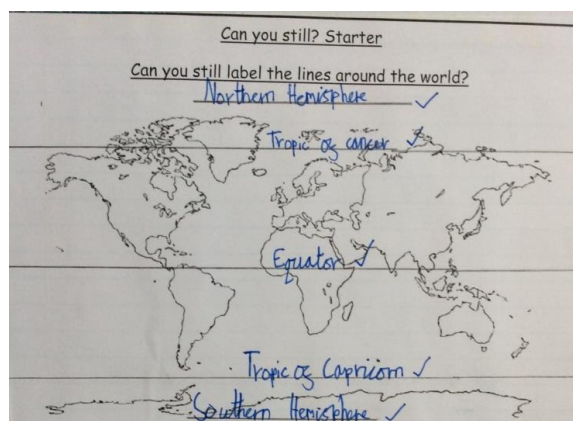 Can you still? Starter
Can you still label the lines around the world?
Northern Hemisphere
Tropic of cancer
Equator
Tropic of Capricorn
Southern Hemisphere